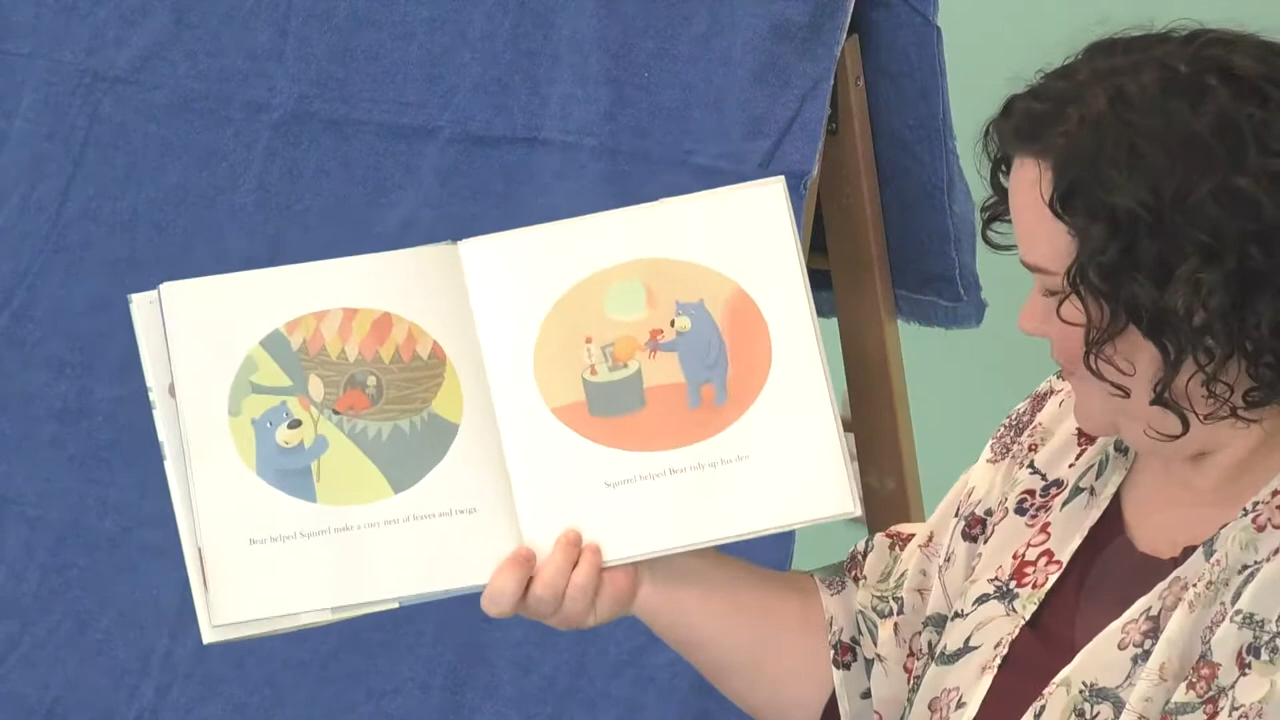 Bear helped Squirrel make a cozy nest of leaves and twigs.
Squirrel helped Bear tidy up his den.